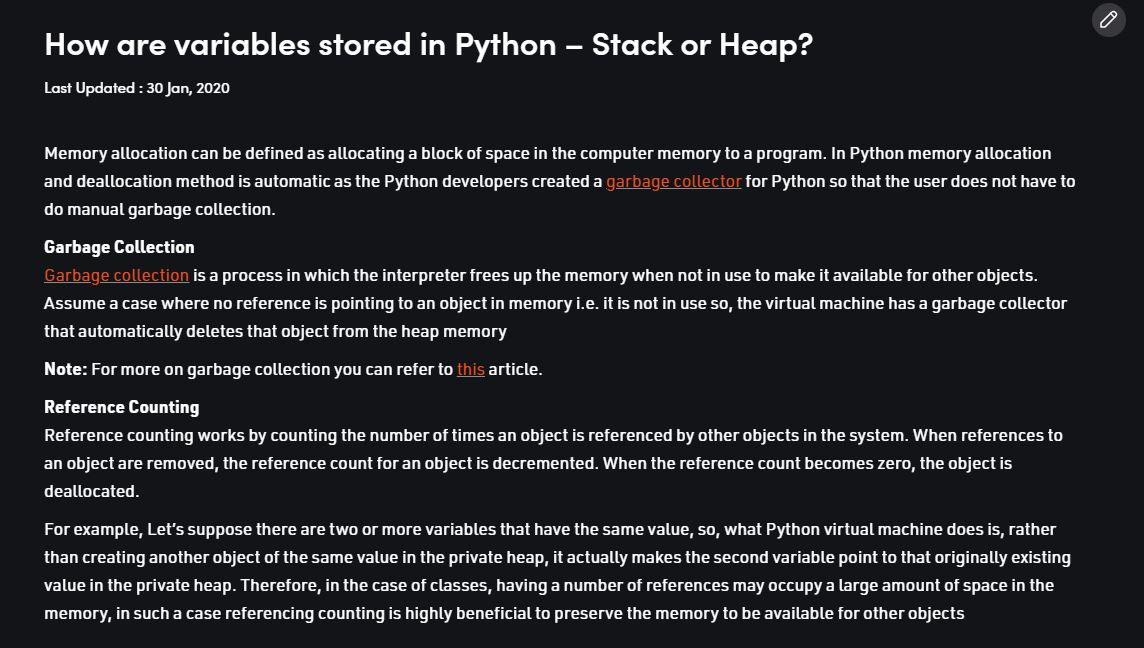 How are variables stored in Python – Stack or Heap?
Last Updated : 30 Jan, 2020
Memory allocation can be defined as allocating a block of space in the computer memory to a program. In Python memory allocation
and deallocation method is automatic as the Python developers created a garbage collector for Python so that the user does not have to
do manual garbage collection.
Garbage Collection
Garbage collection is a process in which the interpreter frees up the memory when not in use to make it available for other objects.
Assume a case where no reference is pointing to an object in memory i.e. it is not in use so, the virtual machine has a garbage collector
that automatically deletes that object from the heap memory
Note: For more on garbage collection you can refer to this article.
Reference Counting
Reference counting works by counting the number of times an object is referenced by other objects in the system. When references to
an object are removed, the reference count for an object is decremented. When the reference count becomes zero, the object is
deallocated.
For example, Let’s suppose there are two or more variables that have the same value, so, what Python virtual machine does is, rather
than creating another object of the same value in the private heap, it actually makes the second variable point to that originally existing
value in the private heap. Therefore, in the case of classes, having a number of references may occupy a large amount of space in the
memory, in such a case referencing counting is highly beneficial to preserve the memory to be available for other objects